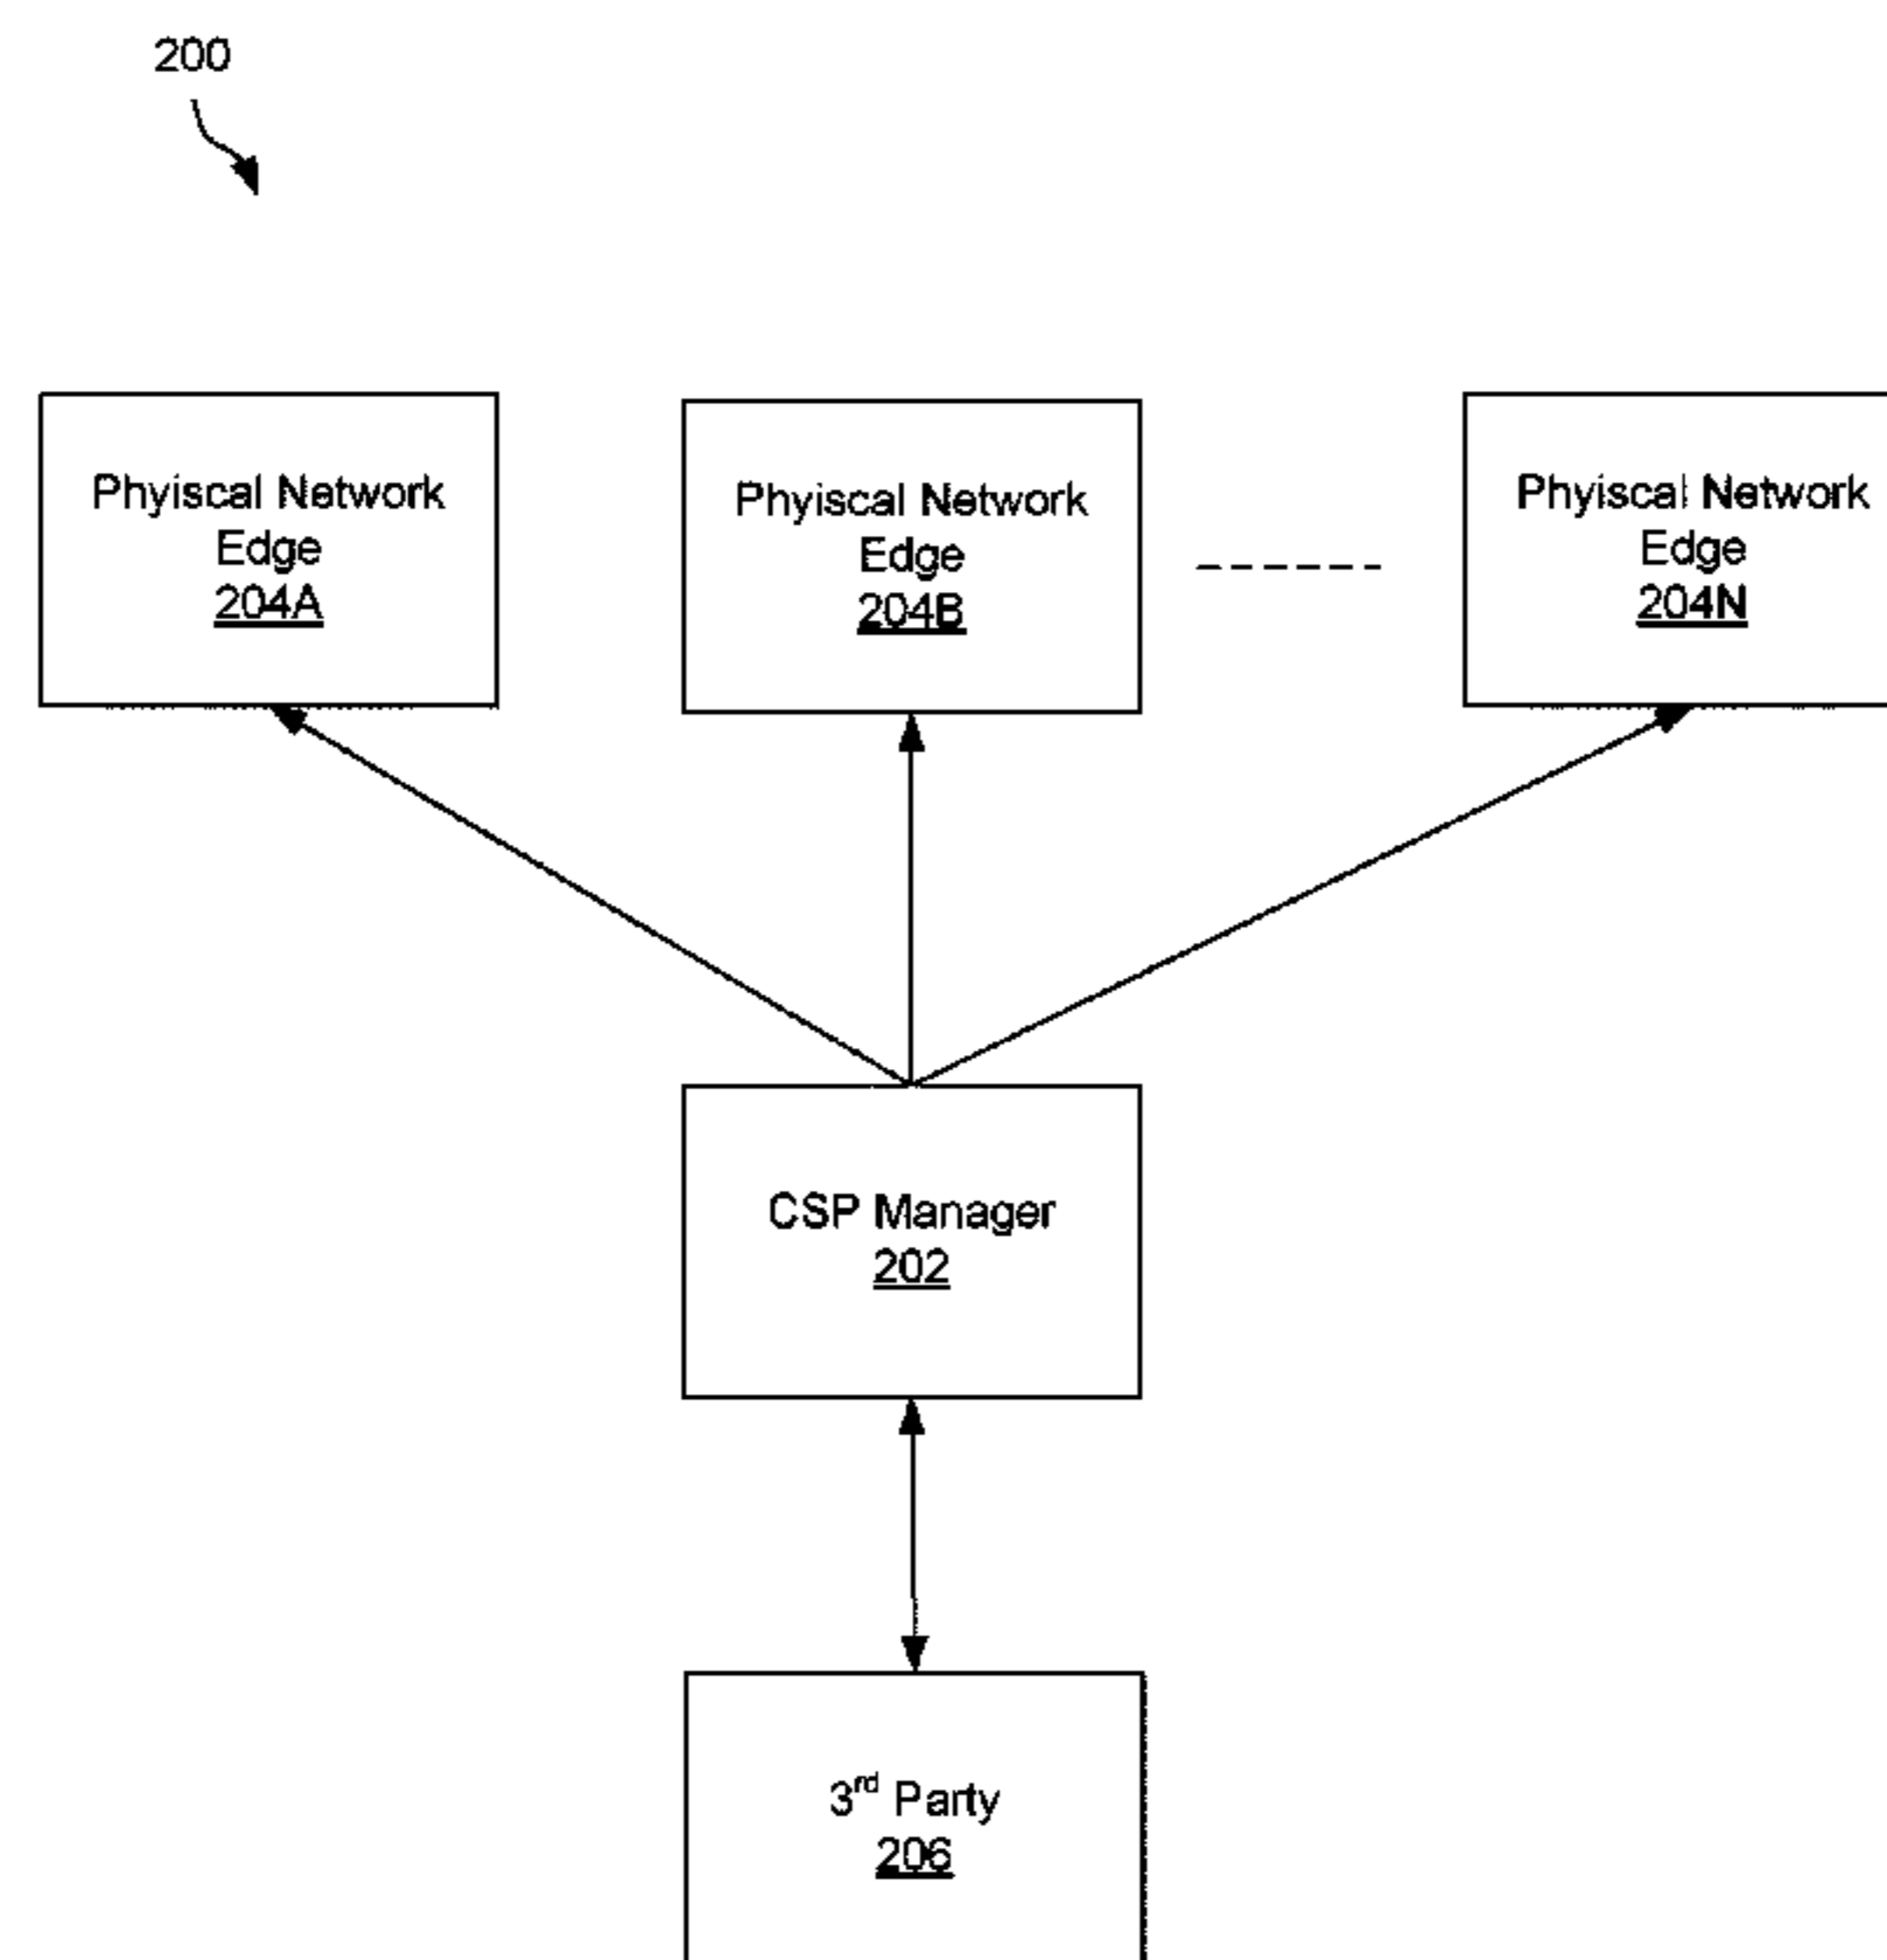 200
Phyiscal Network
Edge
204A
Phyiscal Network
Edge
204B
Phyiscal Network
Edge
204N
CSP Manager
202
3rd Party
206